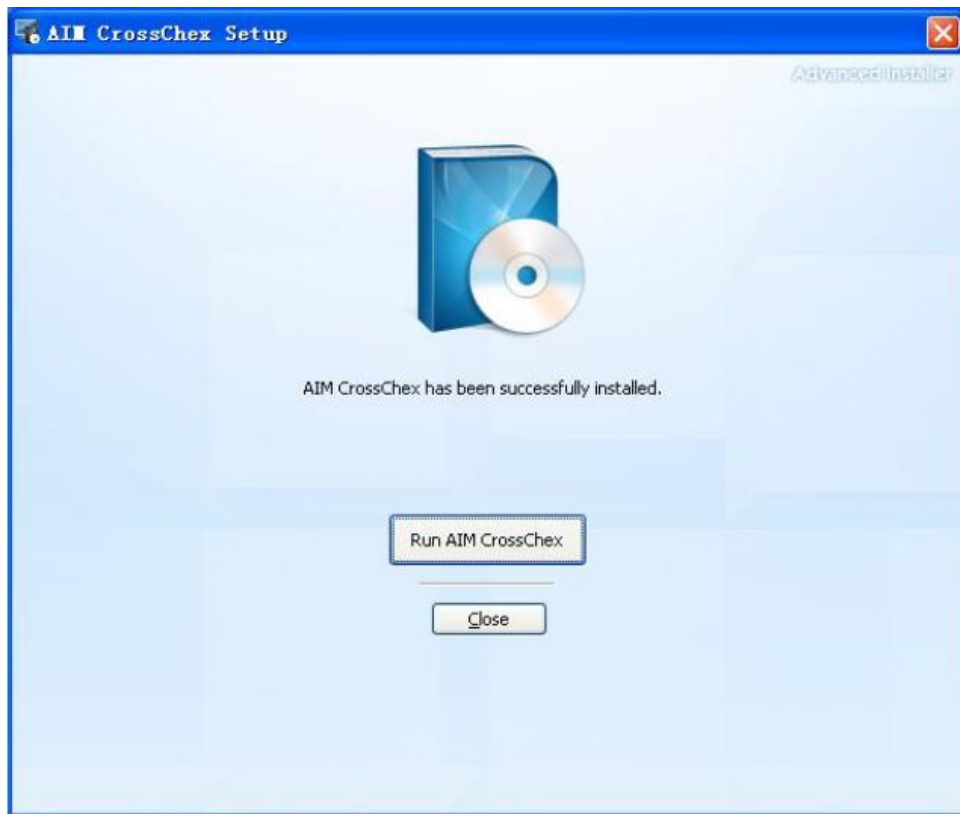 AIM CrossChex Setup
Advanced Installer
AIM CrossChex has been successfully installed.
Run AIM CrossChex
Close